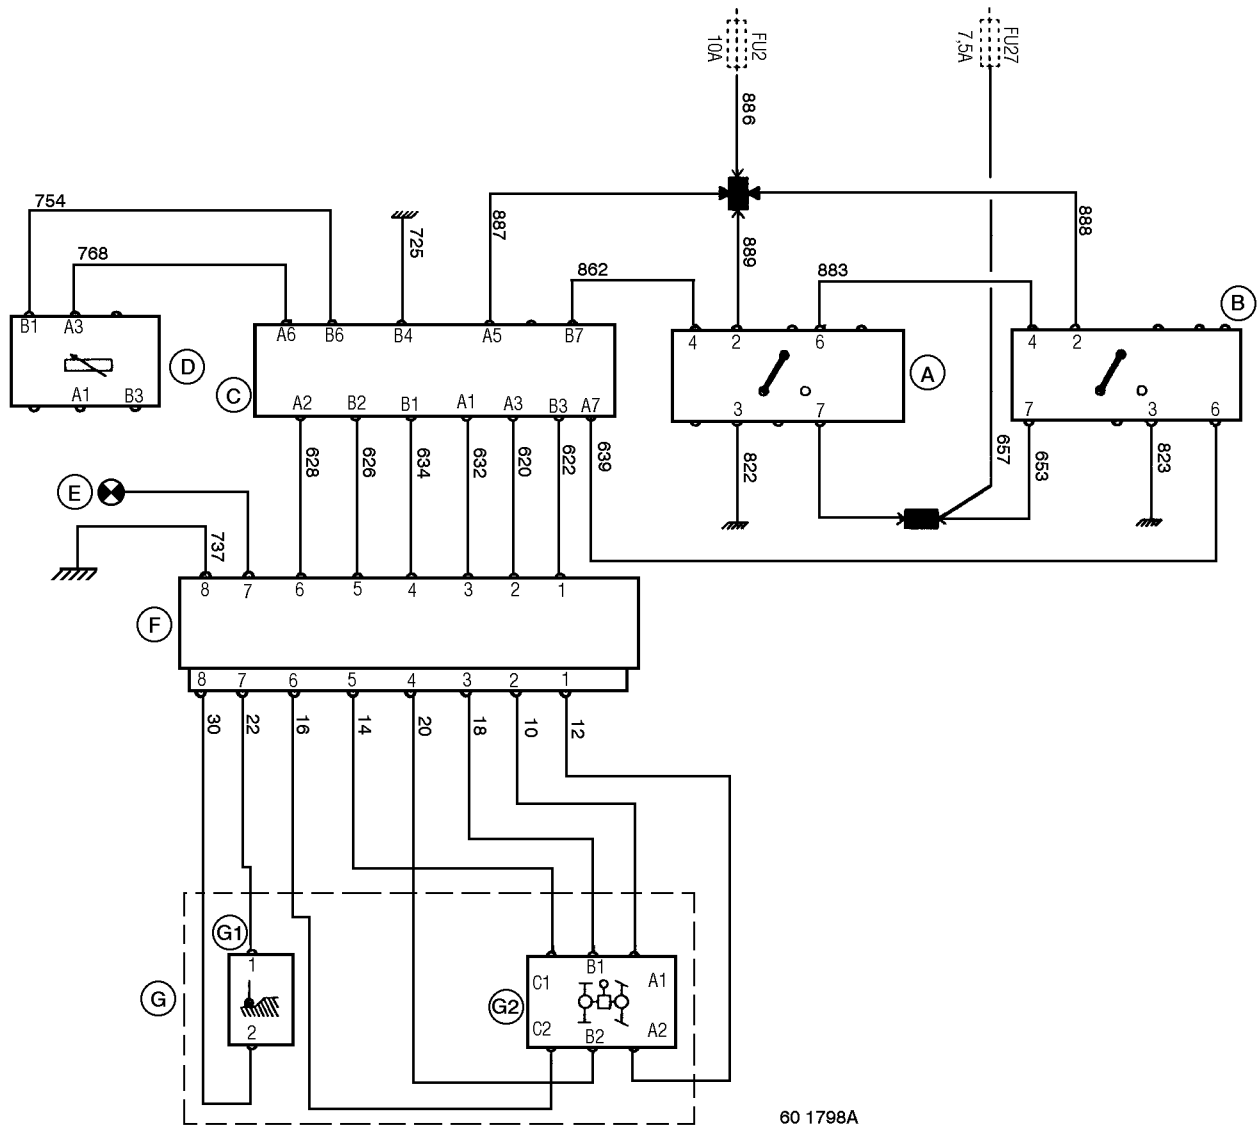 FU2
10A
FU27
7,5A
886
754
768
725
887
889
888
862
883
B
B1 A3
A6 B6 B4 A5 B7
4 2 6
4 2
D
C
A
A1 B3
A2 B2 B1 A1 A3 B3 A7
3 7
7 3 6
628
626
634
632
620
622
639
822
657
653
823
E
737
8 7 6 5 4 3 2 1
F
8 7 6 5 4 3 2 1
30
22
16
14
20
18
10
12
G1
1
2
G
G2
C1 B1 A1
C2 B2 A2
60 1798A